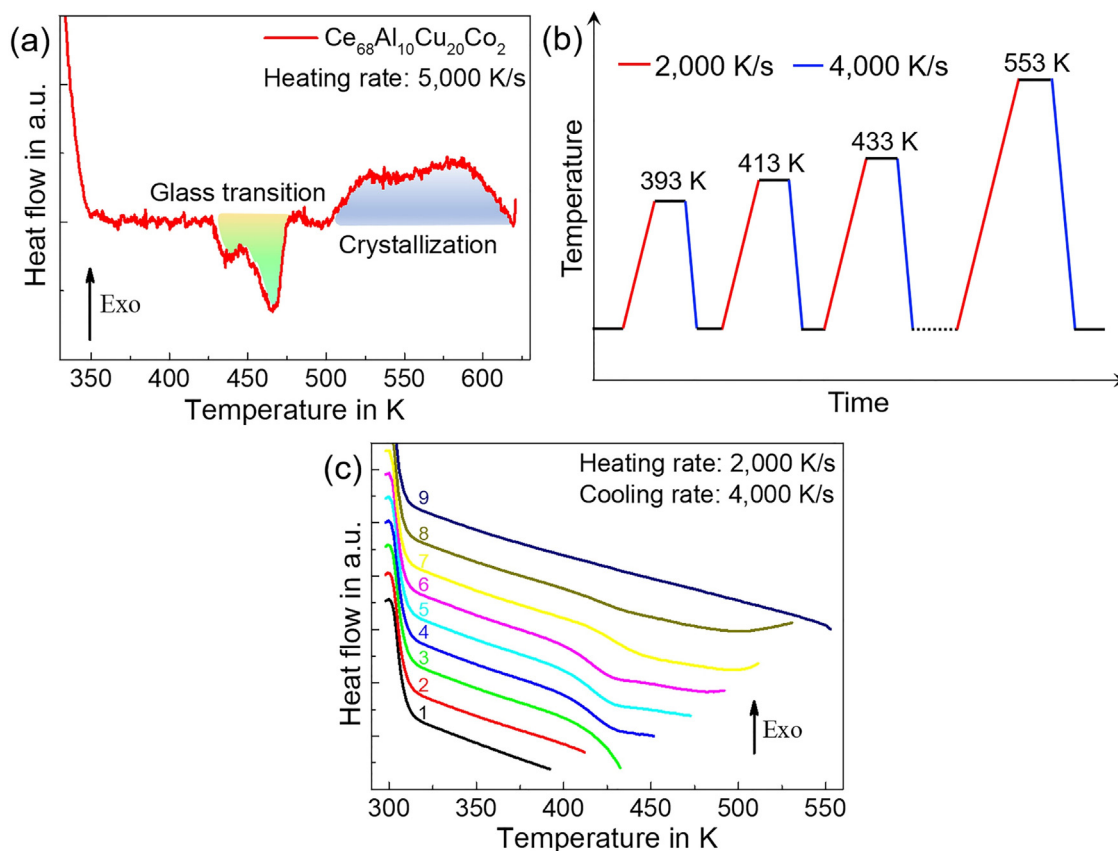 (a)
Ce68Al10Cu20Co2
Heating rate: 5,000 K/s
Glass transition
Crystallization
Exo
Heat flow in a.u.
350 400 450 500 550 600
Temperature in K
(b)
2,000 K/s 4,000 K/s
553 K
433 K
413 K
393 K
Temperature
Time
(c)
Heating rate: 2,000 K/s
Cooling rate: 4,000 K/s
9
8
7
6
5
4
3
2
1
Exo
Heat flow in a.u.
300 350 400 450 500 550
Temperature in K